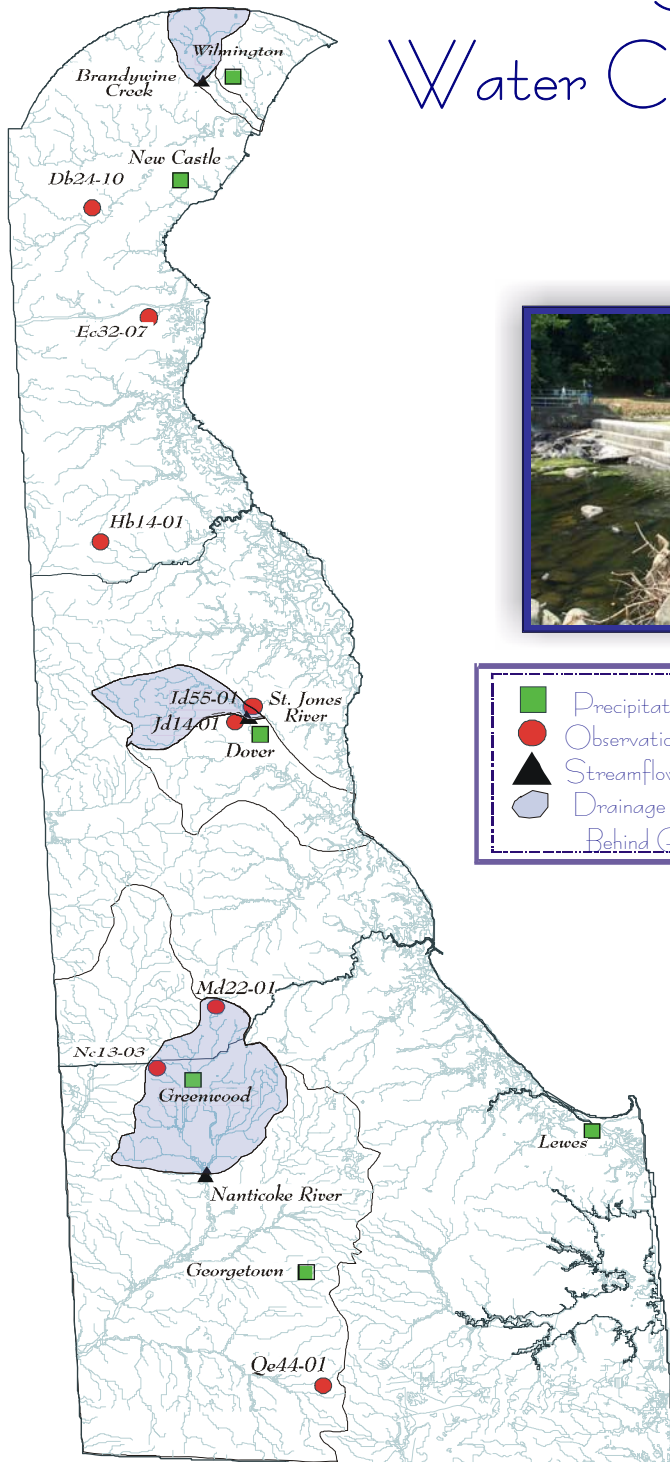 Water C
Wilmington
Brandywine
Creek
New Castle
Db24-10
Ec32-07
Hb14-01
Id55-01
St. Jones
River
Jd14-01
Dover
Precipitat
Observatio
Streamflow
Drainage
Behind G
Md22-01
Nc13-03
Greenwood
Lewes
Nanticoke River
Georgetown
Qe44-01